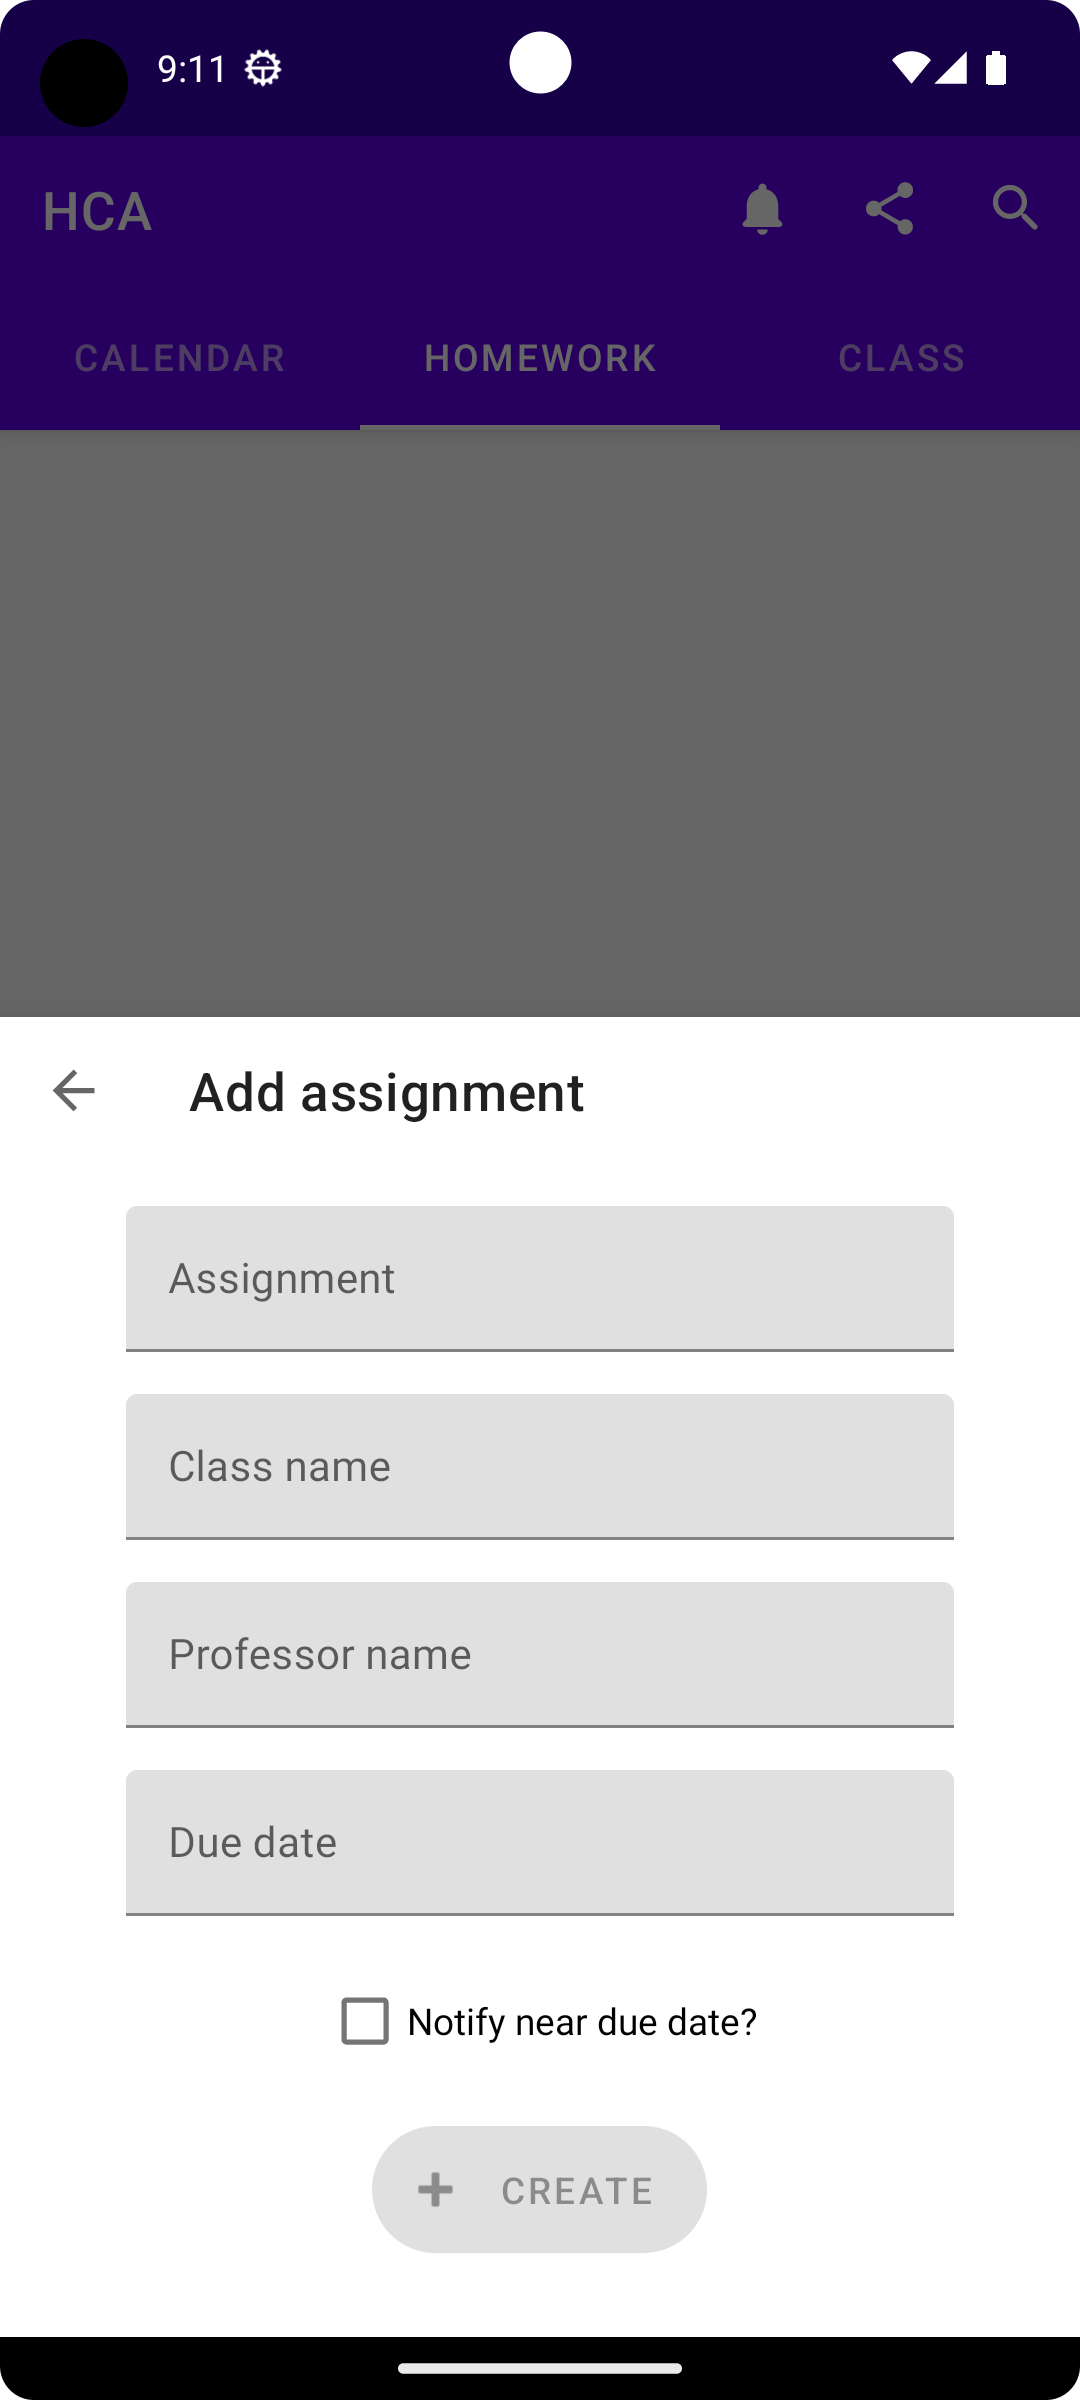 9:11
HCA
CALENDAR HOMEWORK CLASS
Add assignment
Assignment
Class name
Professor name
Due date
Notify near due date?
CREATE